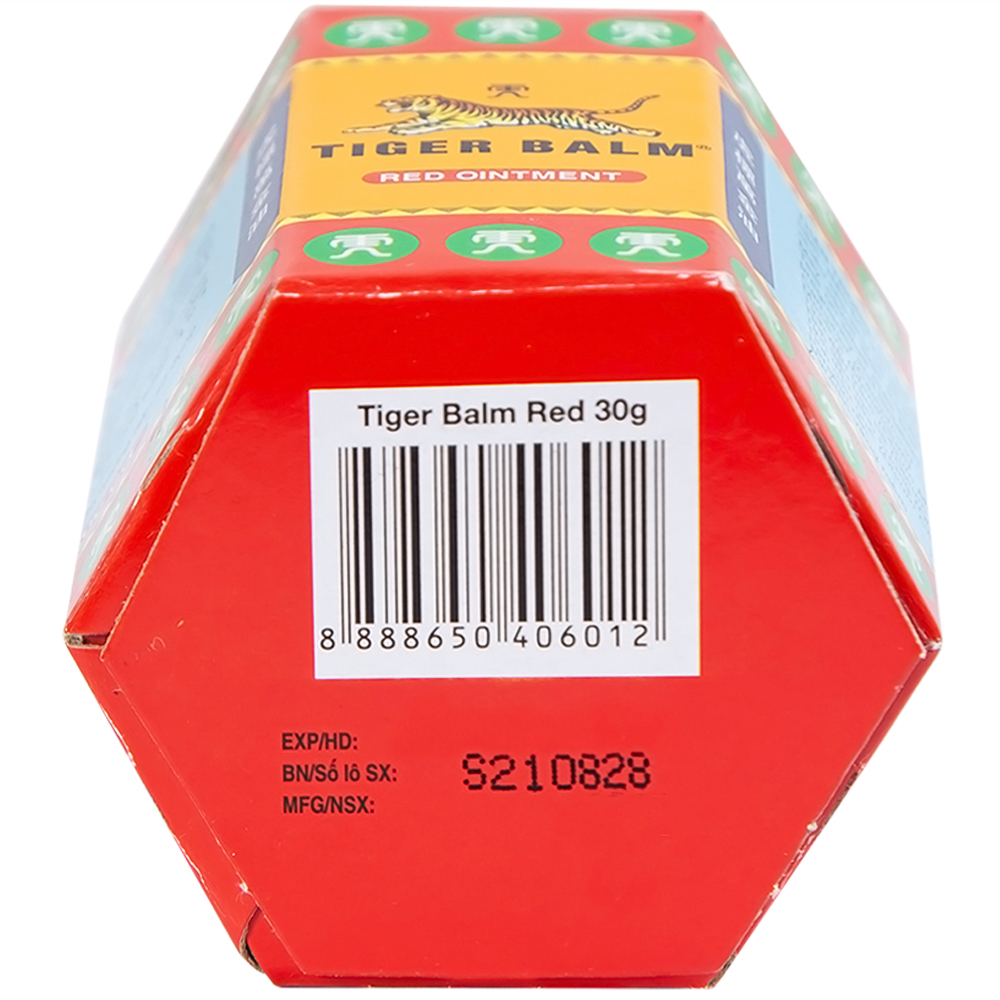 TIGER BALM
RED OINTMENT
Tiger Balm Red 30g
8 888650 406012
EXP/HD:
BN/Số lô SX: S210828
MFG/NSX: